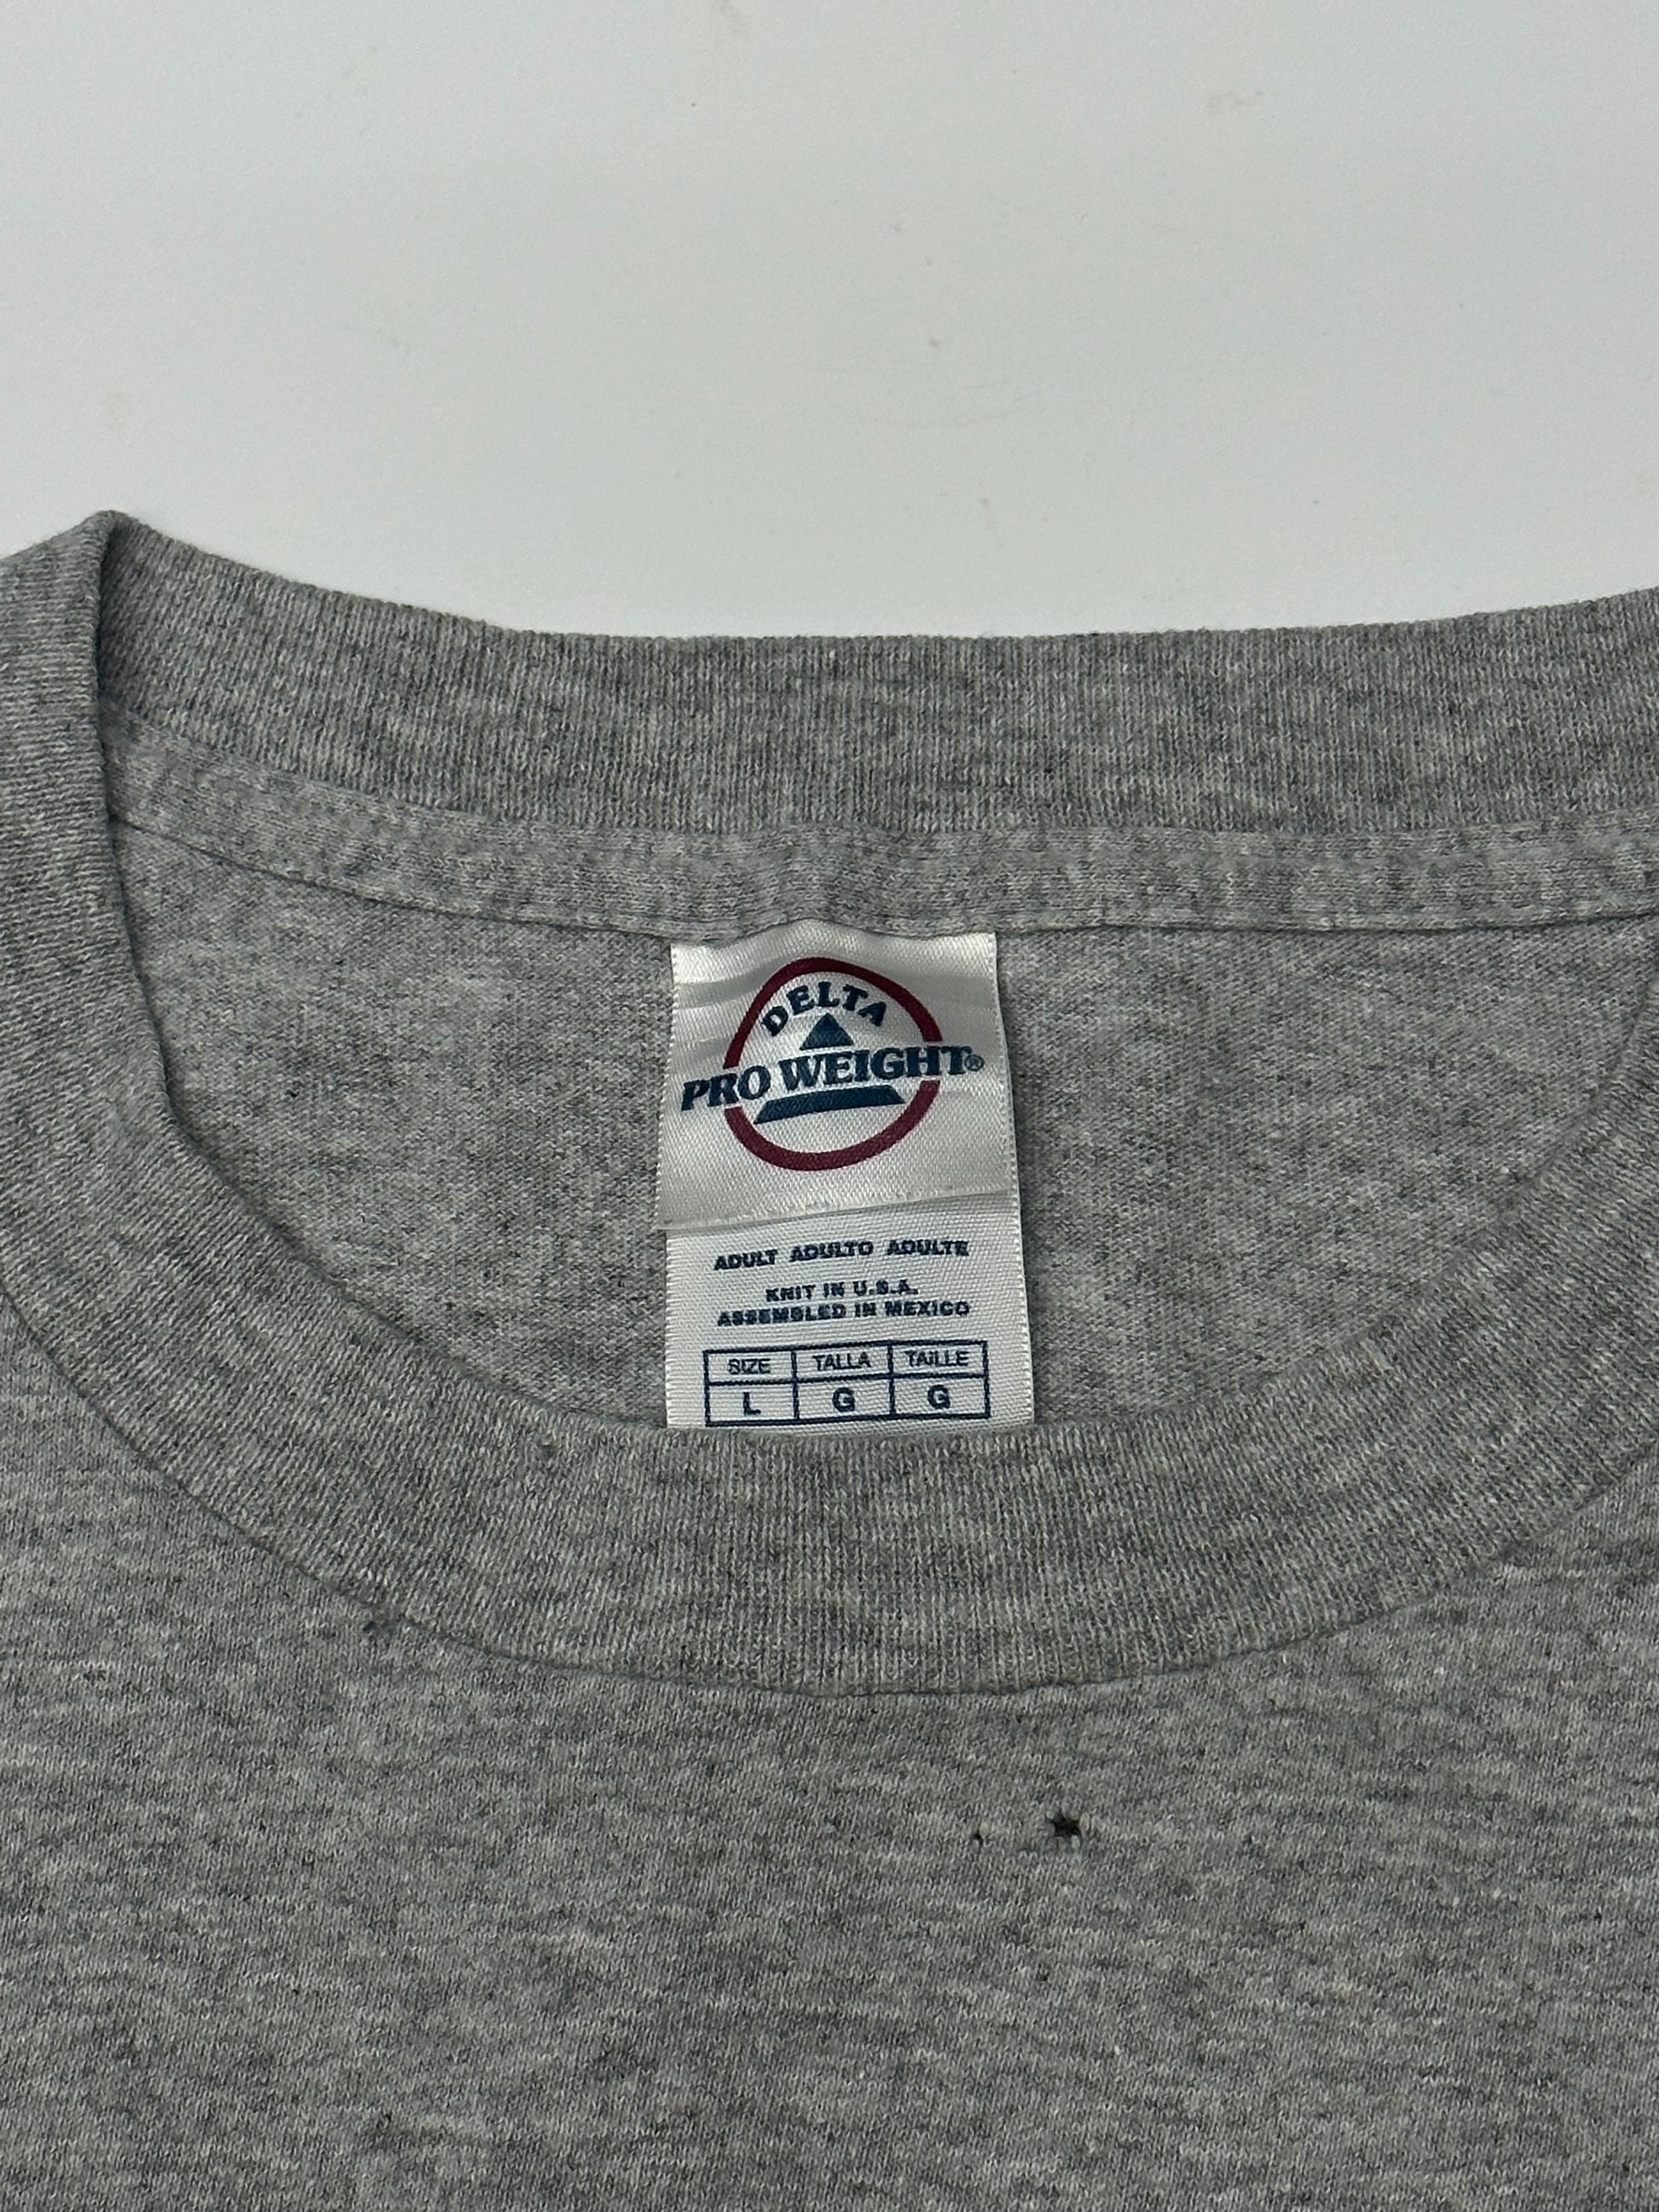 DELTA
PRO WEIGHT®
ADULT ADULTO ADULTE
KNIT IN U.S.A.
ASSEMBLED IN MEXICO
SIZE TALLA TAILLE
L G G